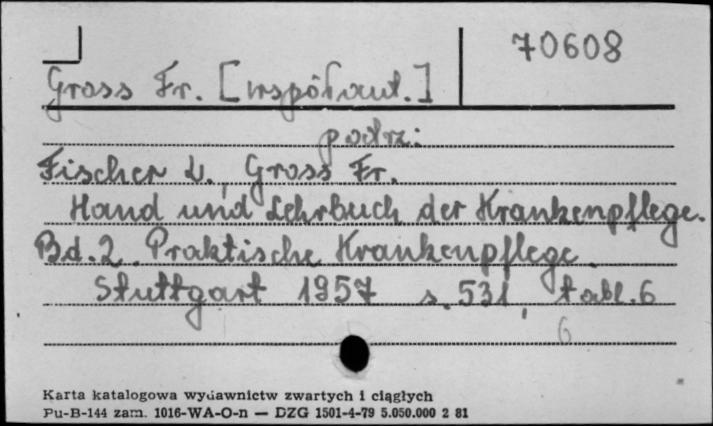 70608
Gross Fr. [współaut.]
podrz:
Fischer L., Gross Fr.
Hand und Lehrbuch der Krankenpflege.
Bd. 2. Praktische Krankenpflege.
Stuttgart 1957 s. 531, tabl. 6
6
Karta katalogowa wydawnictw zwartych i ciągłych
Pu-B-144 zam. 1016-WA-O-n — DZG 1501-4-79 5.050.000 2 81